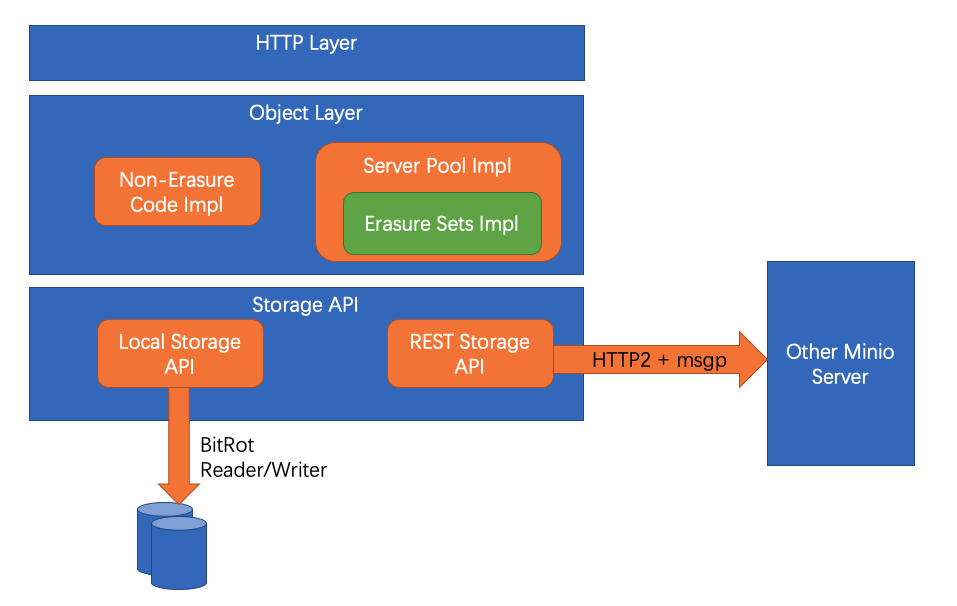 HTTP Layer
Object Layer
Non-Erasure
Code Impl
Server Pool Impl
Erasure Sets Impl
Storage API
Local Storage
API
REST Storage
API
HTTP2 + msgp
Other Minio
Server
BitRot
Reader/Writer